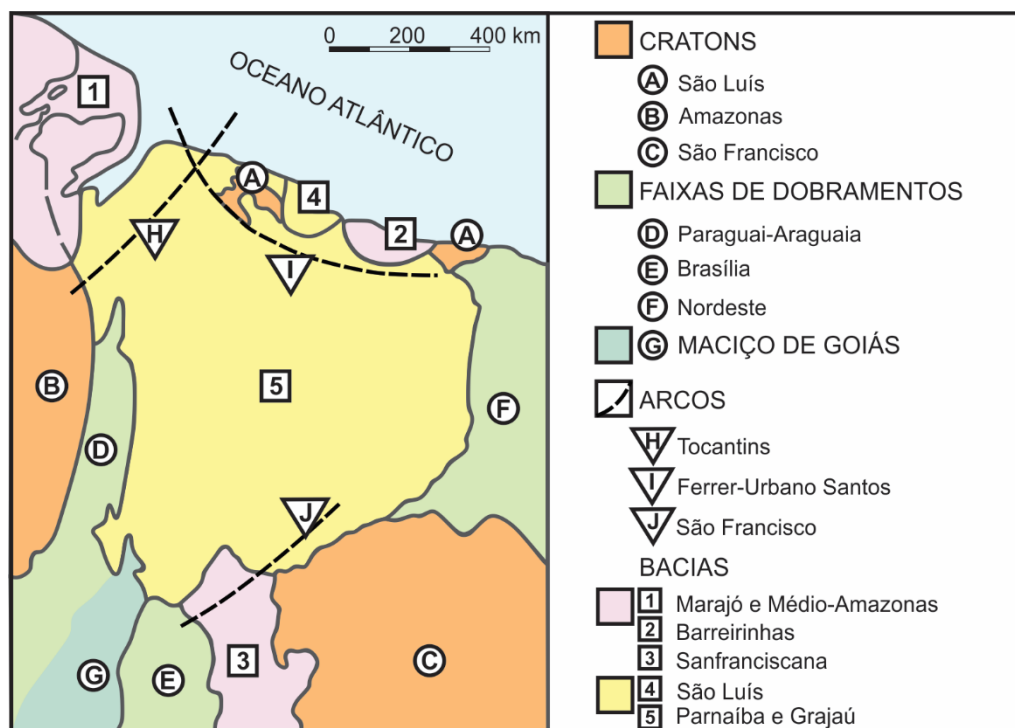 0 200 400 km
OCEANO ATLÂNTICO
1
A
4
H
2
A
I
B
5
F
D
J
G
E
3
C
CRATONS
A São Luís
B Amazonas
C São Francisco
FAIXAS DE DOBRAMENTOS
D Paraguai-Araguaia
E Brasília
F Nordeste
G MACIÇO DE GOIÁS
ARCOS
H Tocantins
I Ferrer-Urbano Santos
J São Francisco
BACIAS
1 Marajó e Médio-Amazonas
2 Barreirinhas
3 Sanfranciscana
4 São Luís
5 Parnaíba e Grajaú